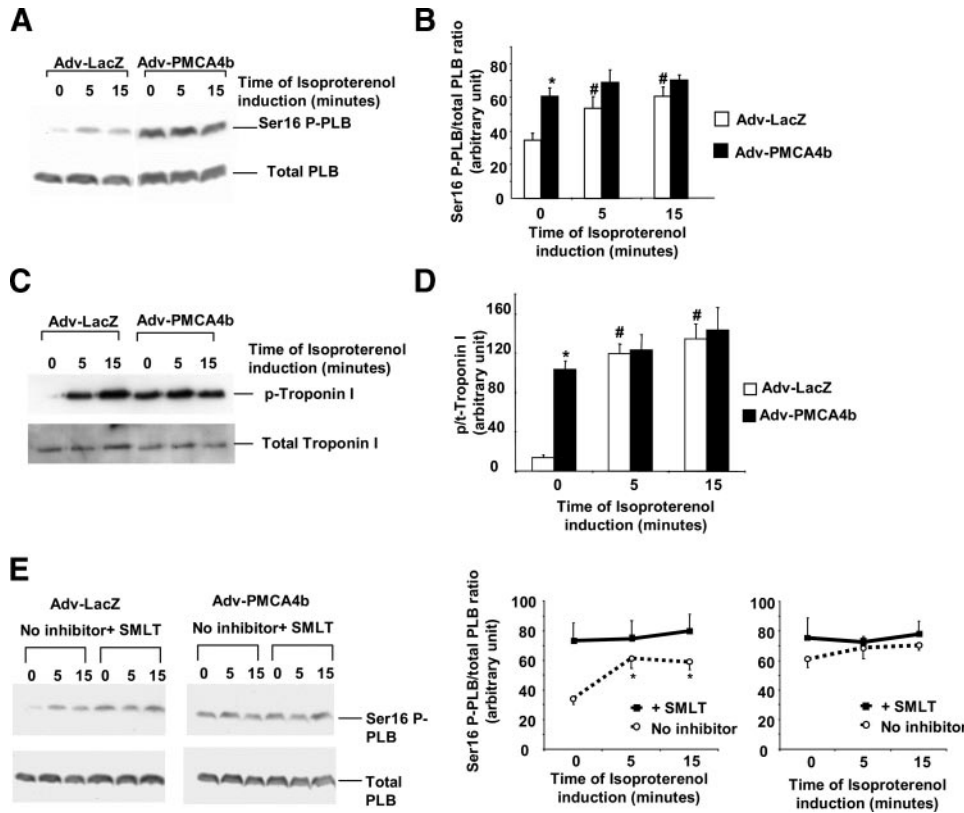 A
Adv-LacZ Adv-PMCA4b
0 5 15 0 5 15
Time of Isoproterenol
induction (minutes)
Ser16 P-PLB
Total PLB
B
Ser16 P-PLB/total PLB ratio
(arbitrary unit)
100
80
60
40
20
0
* # #
0 5 15
Time of Isoproterenol
induction (minutes)
Adv-LacZ
Adv-PMCA4b
C
Adv-LacZ Adv-PMCA4b
0 5 15 0 5 15
Time of Isoproterenol
induction (minutes)
p-Troponin I
Total Troponin I
D
p/t-Troponin I
(arbitrary unit)
160
120
80
40
0
* # #
0 5 15
Time of Isoproterenol
induction (minutes)
Adv-LacZ
Adv-PMCA4b
E
Adv-LacZ
No inhibitor+ SMLT
0 5 15 0 5 15
Adv-PMCA4b
No inhibitor+ SMLT
0 5 15 0 5 15
Ser16 P-
PLB
Total
PLB
Ser16 P-PLB/total PLB ratio
(arbitrary unit)
100
80
60
40
20
0
* *
+ SMLT
No inhibitor
0 5 15
Time of Isoproterenol
induction (minutes)
100
80
60
40
20
0
+ SMLT
No inhibitor
0 5 15
Time of Isoproterenol
induction (minutes)